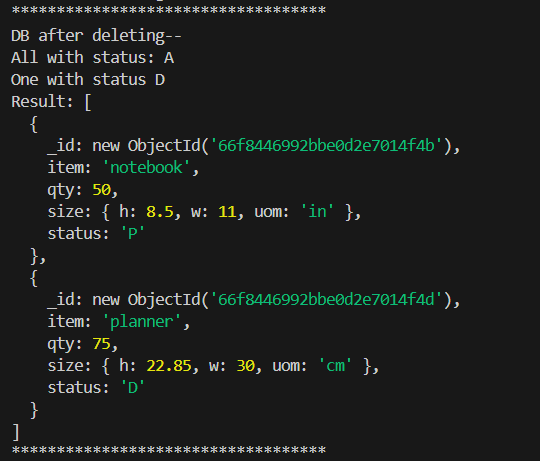 ***********************************
DB after deleting--
All with status: A
One with status D
Result: [
  {
    _id: new ObjectId('66f8446992bbe0d2e7014f4b'),
    item: 'notebook',
    qty: 50,
    size: { h: 8.5, w: 11, uom: 'in' },
    status: 'P'
  },
  {
    _id: new ObjectId('66f8446992bbe0d2e7014f4d'),
    item: 'planner',
    qty: 75,
    size: { h: 22.85, w: 30, uom: 'cm' },
    status: 'D'
  }
]
***********************************